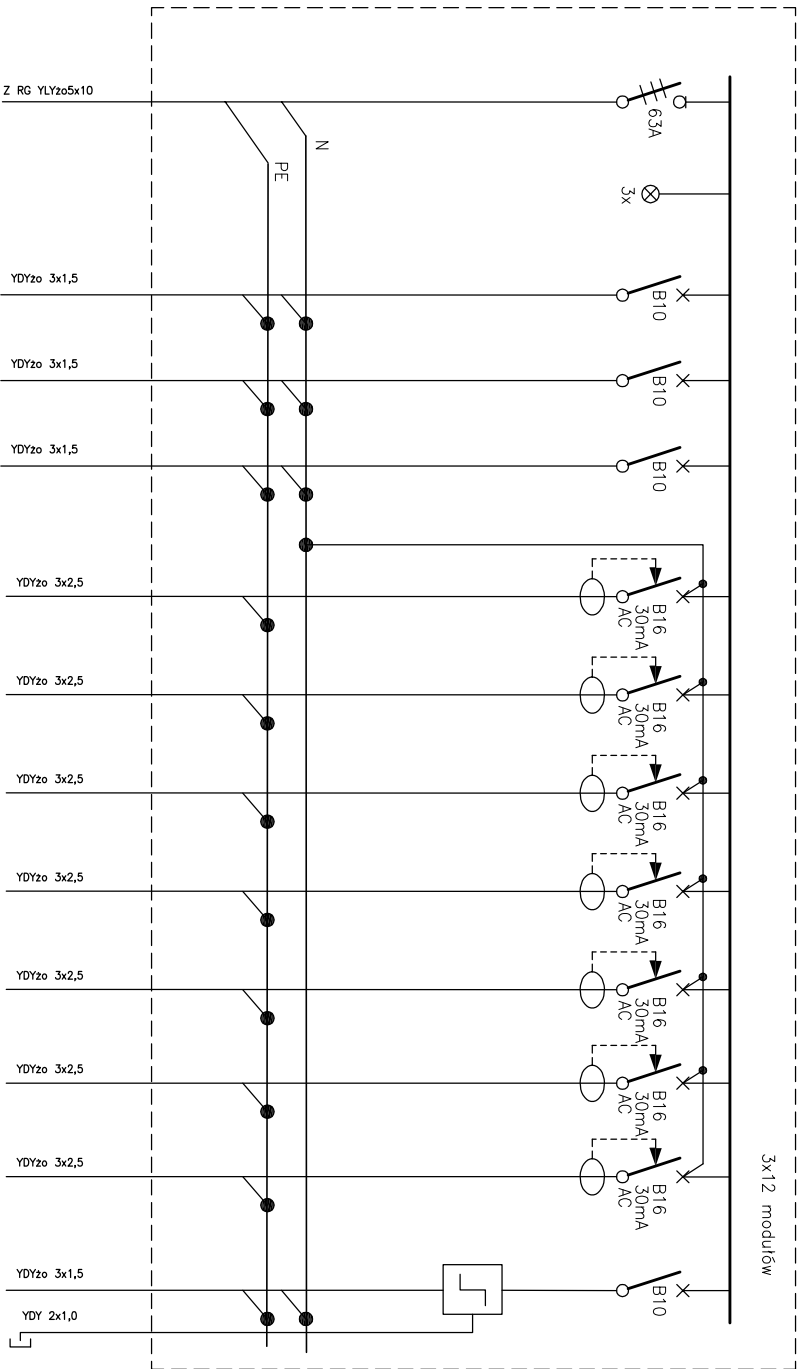 Z RG YLYżo5x10
63A
N
PE
3x
YDYżo 3x1,5
B10
YDYżo 3x1,5
B10
YDYżo 3x1,5
B10
YDYżo 3x2,5
B16
30mA
AC
YDYżo 3x2,5
B16
30mA
AC
YDYżo 3x2,5
B16
30mA
AC
YDYżo 3x2,5
B16
30mA
AC
YDYżo 3x2,5
B16
30mA
AC
YDYżo 3x2,5
B16
30mA
AC
YDYżo 3x2,5
B16
30mA
AC
3x12 modułów
YDYżo 3x1,5
B10
YDY 2x1,0